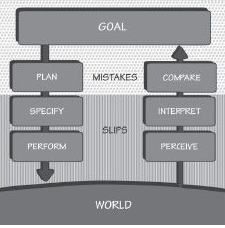 GOAL
PLAN
MISTAKES
COMPARE
SPECIFY
INTERPRET
SLIPS
PERFORM
PERCEIVE
WORLD